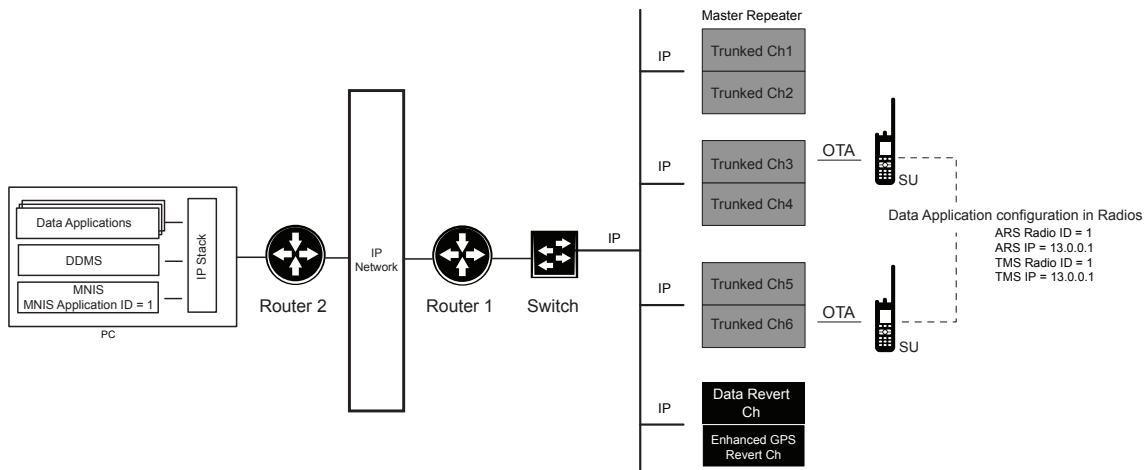 Data Applications
DDMS
MNIS
MNIS Application ID = 1
IP Stack
PC
Router 2
IP
Network
Router 1
Switch
IP
Master Repeater
IP
Trunked Ch1
Trunked Ch2
IP
Trunked Ch3
Trunked Ch4
OTA
SU
IP
Trunked Ch5
Trunked Ch6
OTA
SU
IP
Data Revert
Ch
Enhanced GPS
Revert Ch
Data Application configuration in Radios
ARS Radio ID = 1
ARS IP = 13.0.0.1
TMS Radio ID = 1
TMS IP = 13.0.0.1